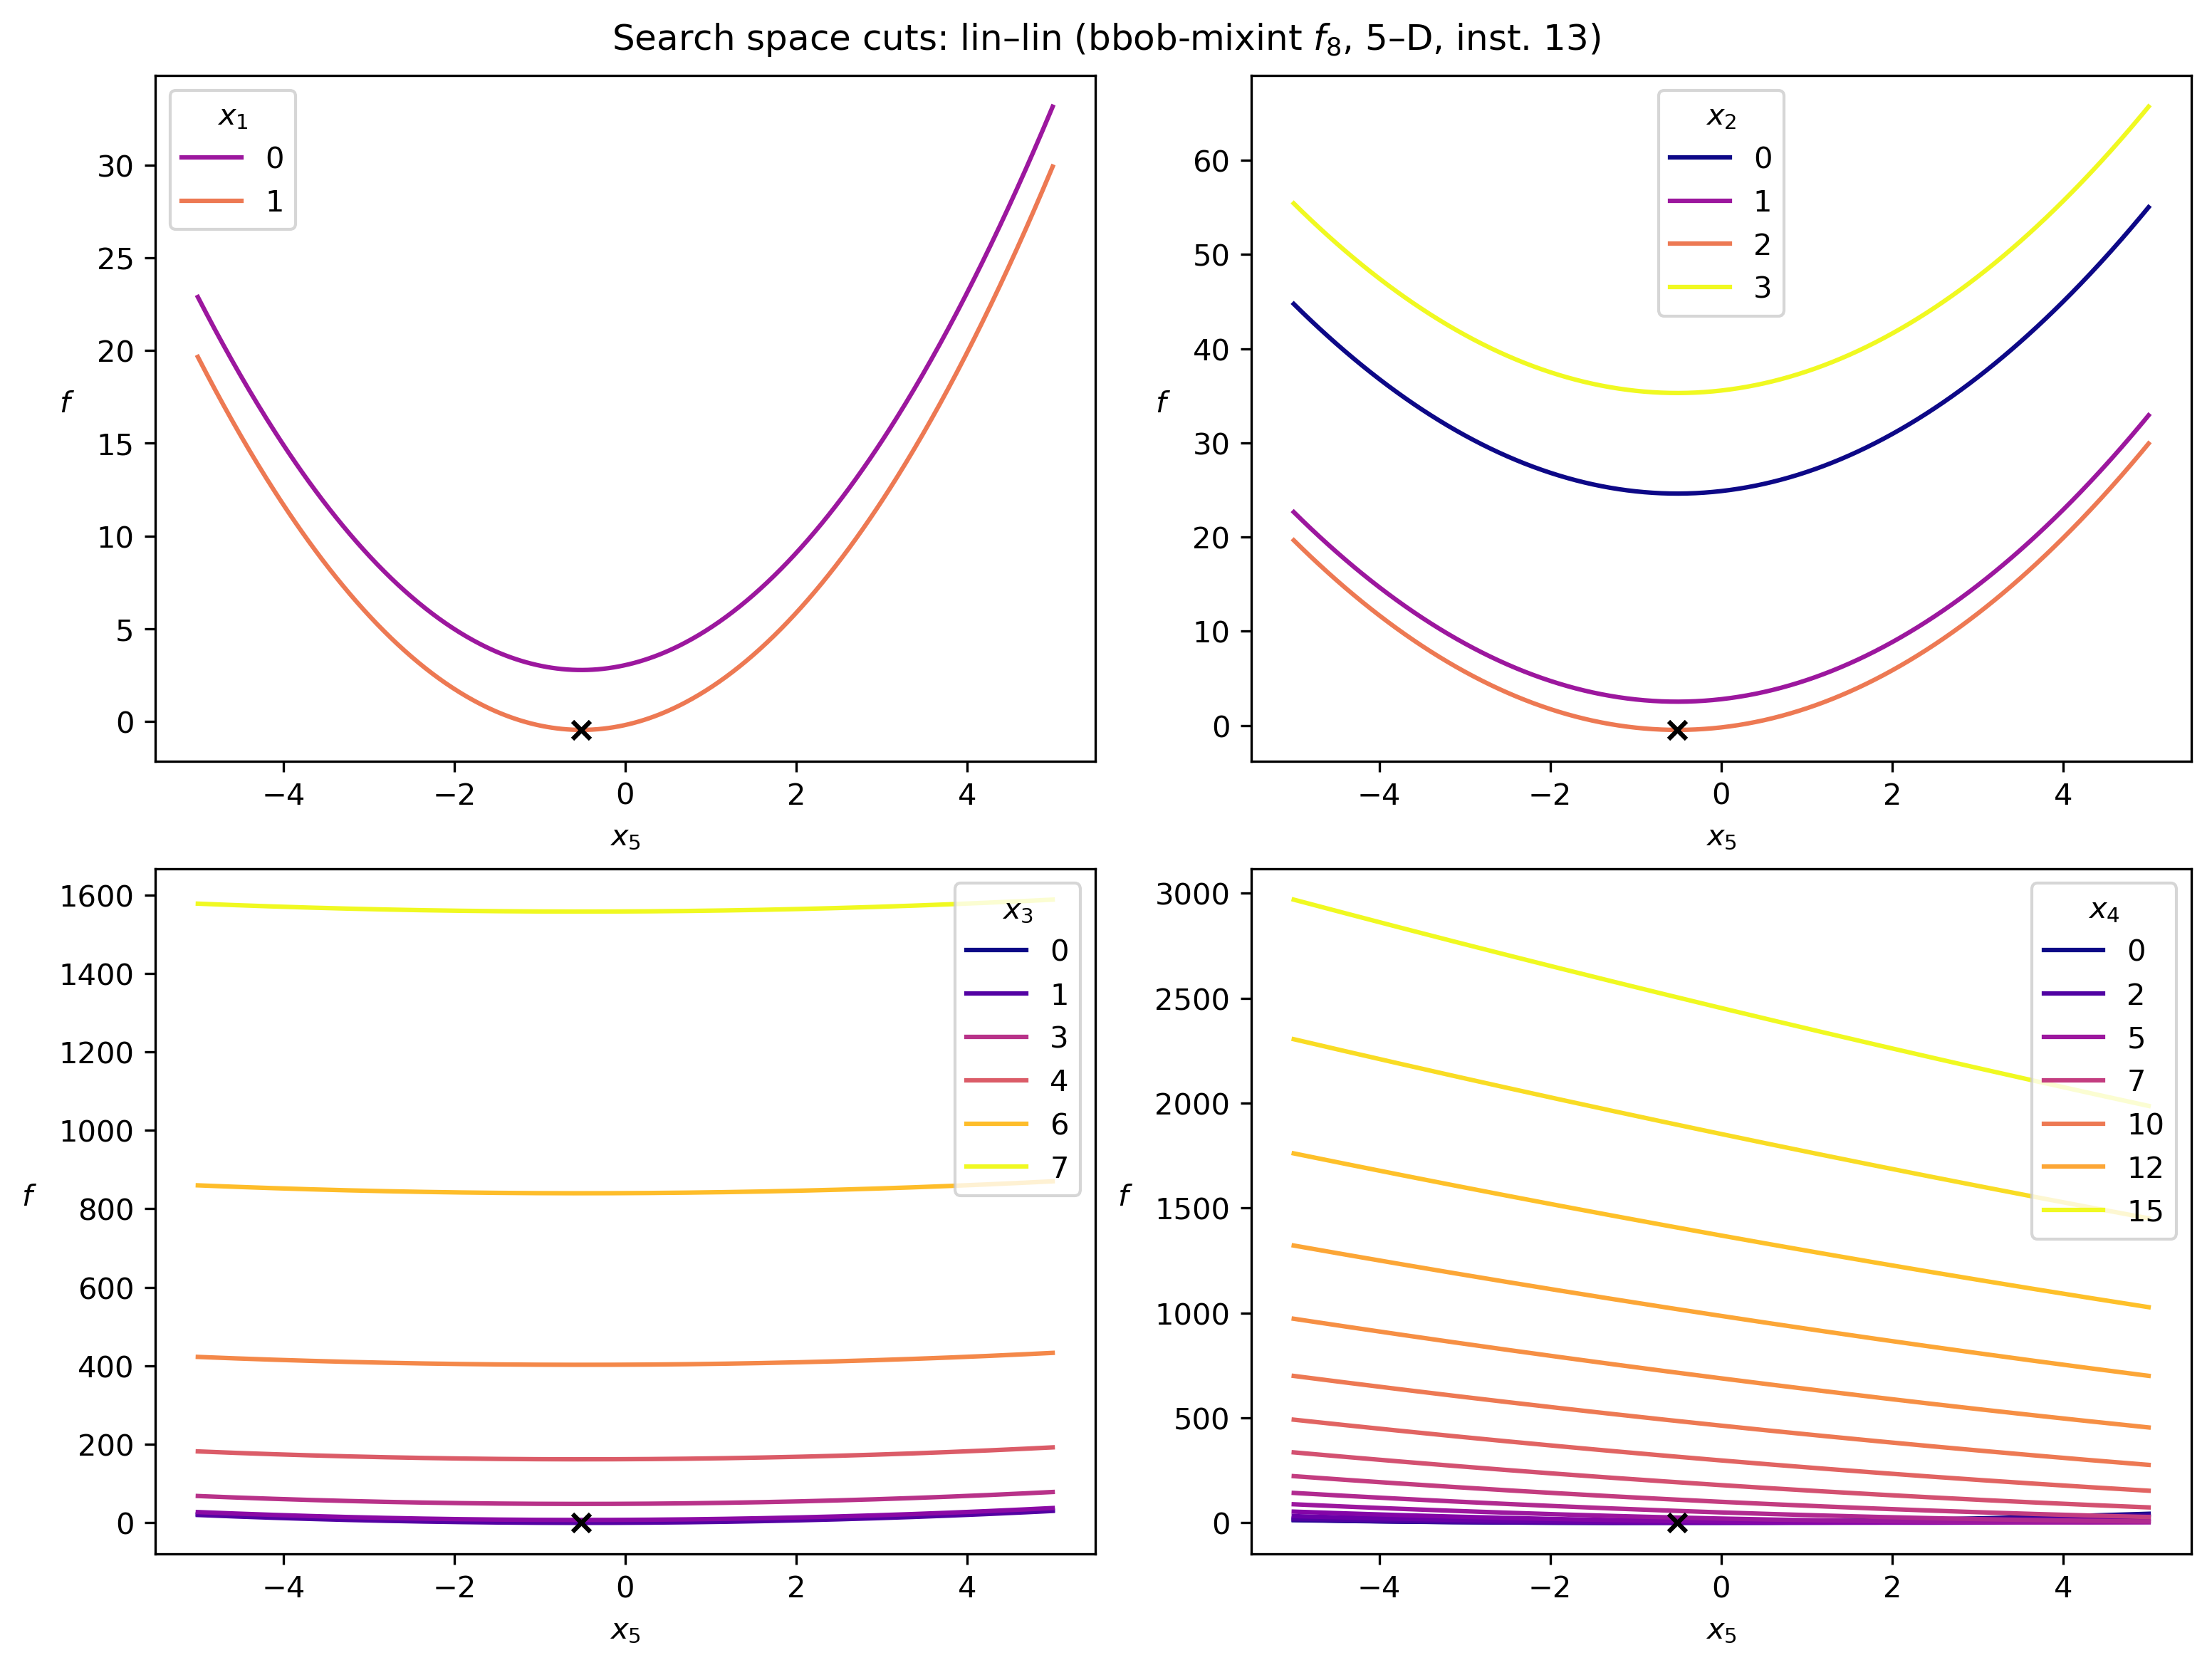 Search space cuts: lin–lin (bbob-mixint f₈, 5–D, inst. 13)
x₁
0
1
30
25
20
15
10
5
0
f
−4 −2 0 2 4
x₅
x₂
0
1
2
3
60
50
40
30
20
10
0
f
−4 −2 0 2 4
x₅
x₃
0
1
3
4
6
7
1600
1400
1200
1000
800
600
400
200
0
f
−4 −2 0 2 4
x₅
x₄
0
2
5
7
10
12
15
3000
2500
2000
1500
1000
500
0
f
−4 −2 0 2 4
x₅